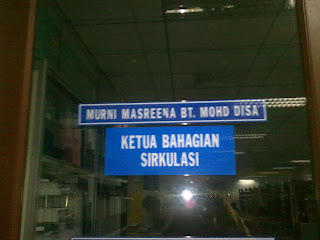 MURNI MASREENA BT. MOHD DISA
KETUA BAHAGIAN
SIRKULASI